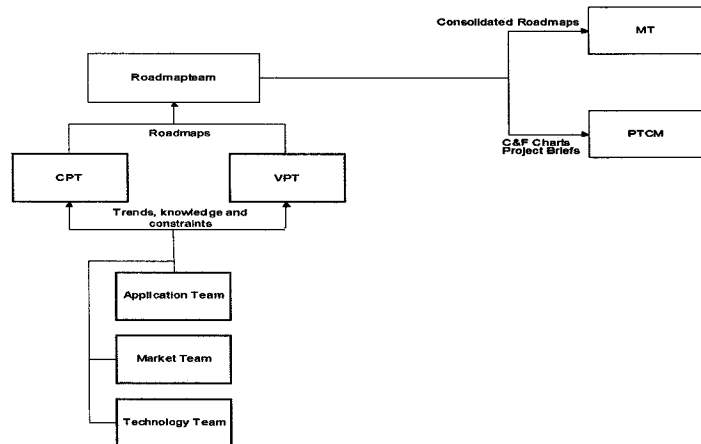 Consolidated Roadmaps
MT
Roadmapteam
Roadmaps
C&F Charts
Project Briefs
PTCM
CPT
VPT
Trends, knowledge and
constraints
Application Team
Market Team
Technology Team